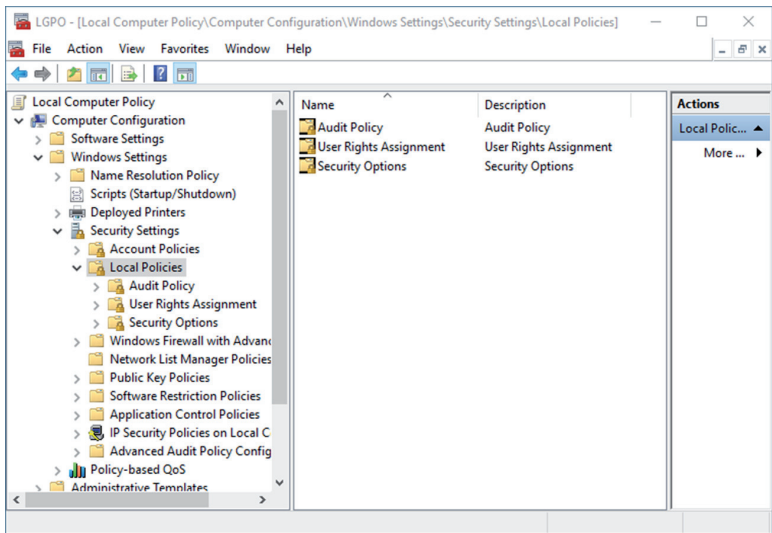 LGPO - [Local Computer Policy\Computer Configuration\Windows Settings\Security Settings\Local Policies]
File Action View Favorites Window Help
Local Computer Policy
Computer Configuration
Software Settings
Windows Settings
Name Resolution Policy
Scripts (Startup/Shutdown)
Deployed Printers
Security Settings
Account Policies
Local Policies
Audit Policy
User Rights Assignment
Security Options
Windows Firewall with Advanc
Network List Manager Policies
Public Key Policies
Software Restriction Policies
Application Control Policies
IP Security Policies on Local C
Advanced Audit Policy Config
Policy-based QoS
Administrative Templates
Name Description
Audit Policy Audit Policy
User Rights Assignment User Rights Assignment
Security Options Security Options
Actions
Local Polic...
More ...